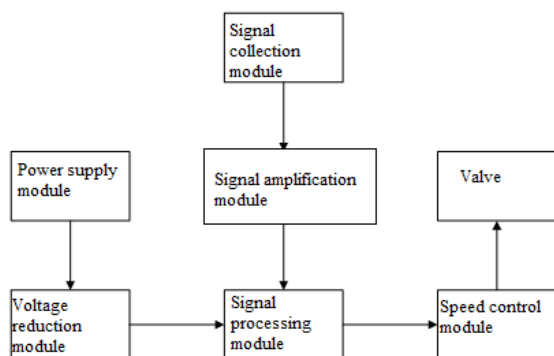 Signal
collection
module
Power supply
module
Signal amplification
module
Valve
Voltage
reduction
module
Signal
processing
module
Speed control
module